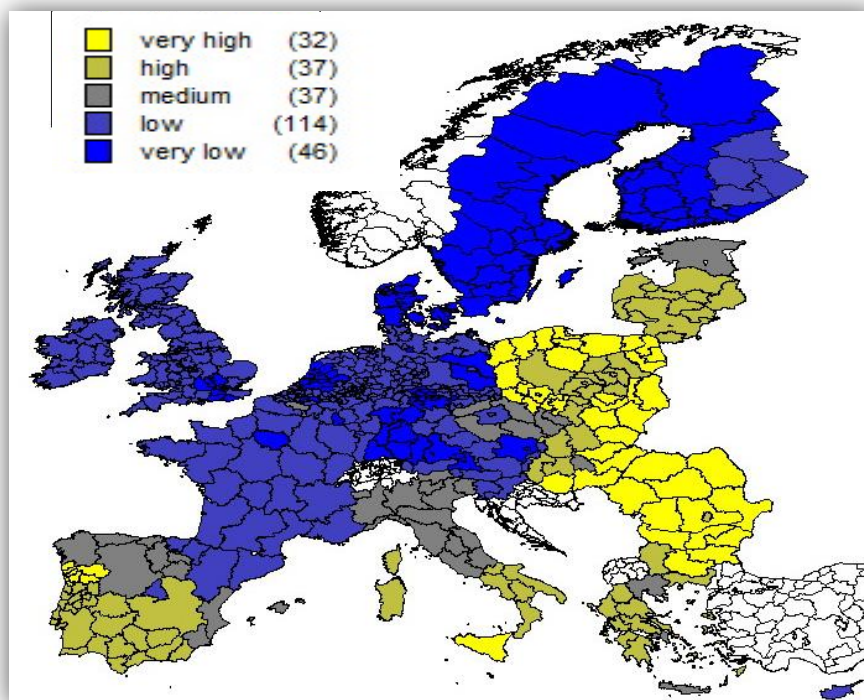 very high (32)
high (37)
medium (37)
low (114)
very low (46)